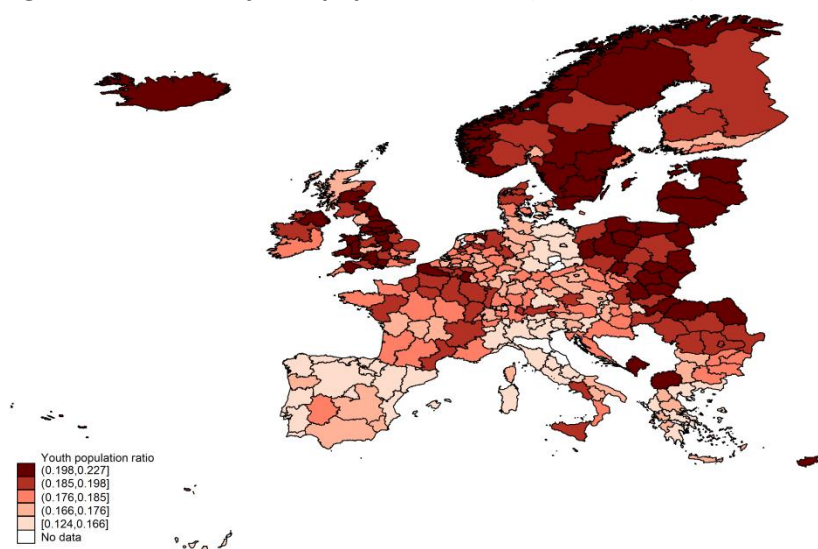 Youth population ratio
(0.198,0.227]
(0.185,0.198]
(0.176,0.185]
(0.166,0.176]
[0.124,0.166]
No data